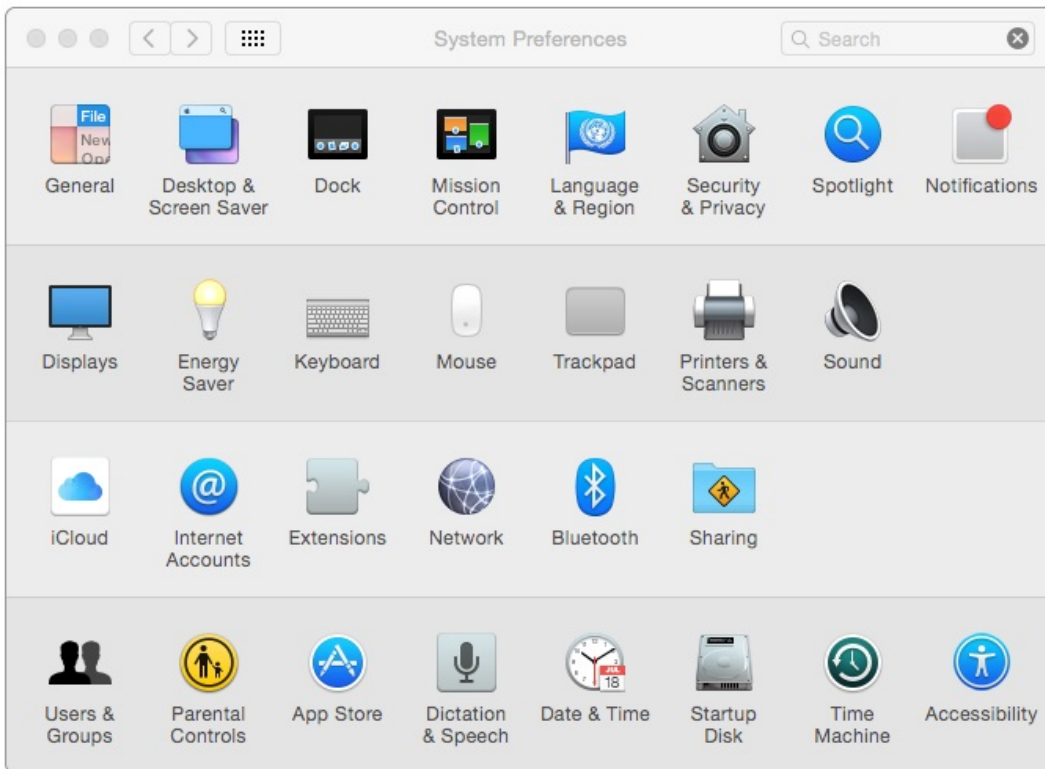 System Preferences
Search
File
New
Ope
General
Desktop &
Screen Saver
Dock
Mission
Control
Language
& Region
Security
& Privacy
Spotlight
Notifications
Displays
Energy
Saver
Keyboard
Mouse
Trackpad
Printers &
Scanners
Sound
@
iCloud
Internet
Accounts
Extensions
Network
Bluetooth
Sharing
JUL
18
Users &
Groups
Parental
Controls
App Store
Dictation
& Speech
Date & Time
Startup
Disk
Time
Machine
Accessibility